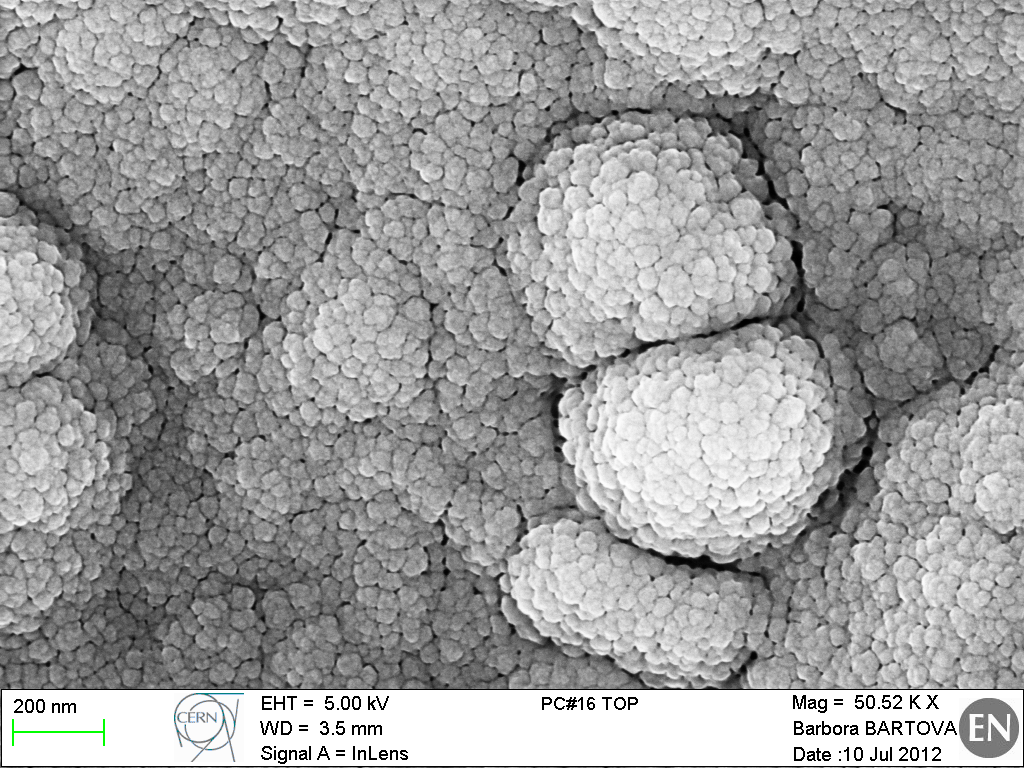 200 nm
CERN
EHT = 5.00 kV
WD = 3.5 mm
Signal A = InLens
PC#16 TOP
Mag = 50.52 K X
Barbora BARTOVA
Date :10 Jul 2012
EN